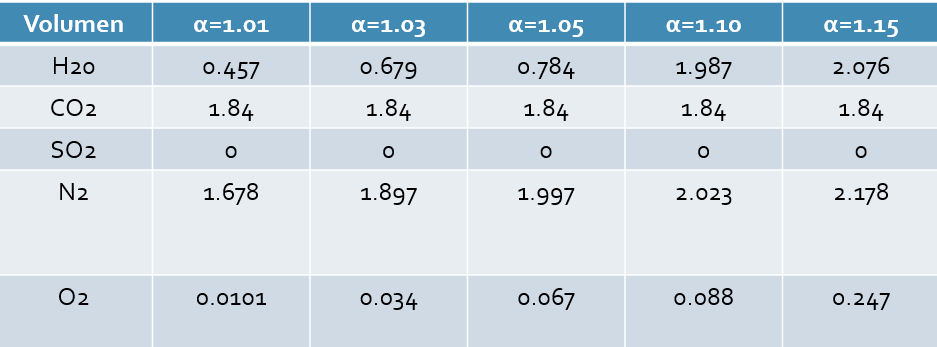 Volumen α=1.01 α=1.03 α=1.05 α=1.10 α=1.15
H20 0.457 0.679 0.784 1.987 2.076
CO2 1.84 1.84 1.84 1.84 1.84
SO2 0 0 0 0 0
N2 1.678 1.897 1.997 2.023 2.178
O2 0.0101 0.034 0.067 0.088 0.247